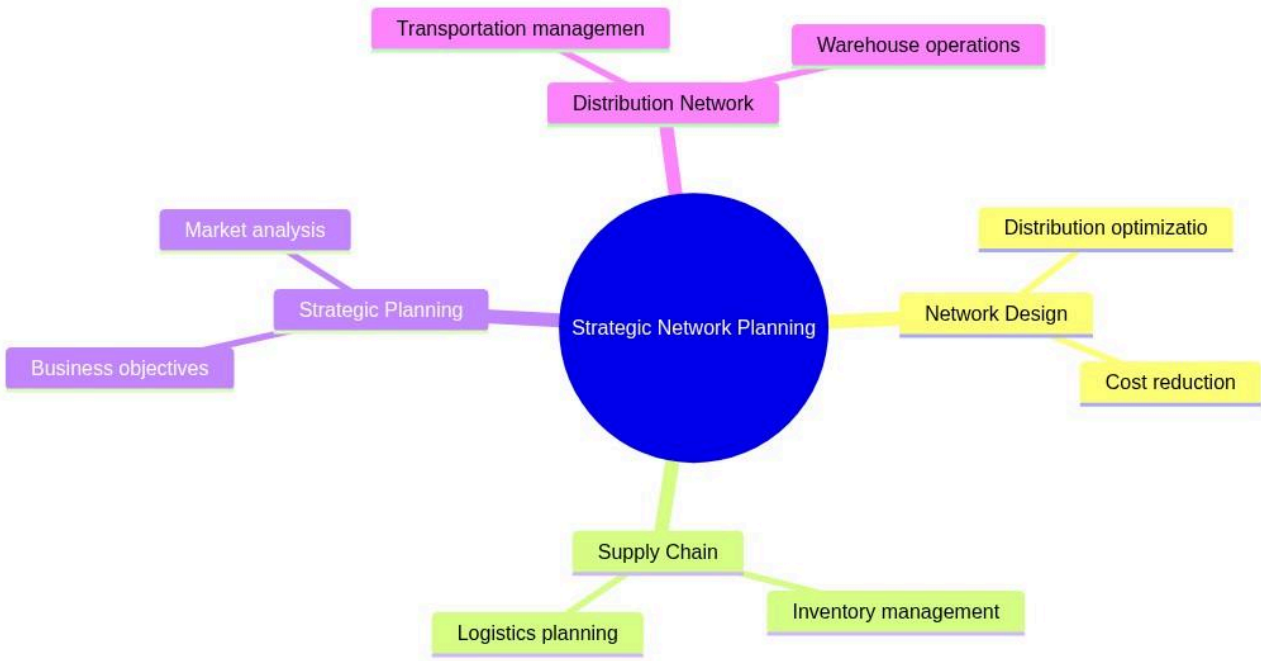 Transportation managemen
Warehouse operations
Distribution Network
Market analysis
Distribution optimizatio
Strategic Planning
Network Design
Strategic Network Planning
Business objectives
Cost reduction
Supply Chain
Inventory management
Logistics planning